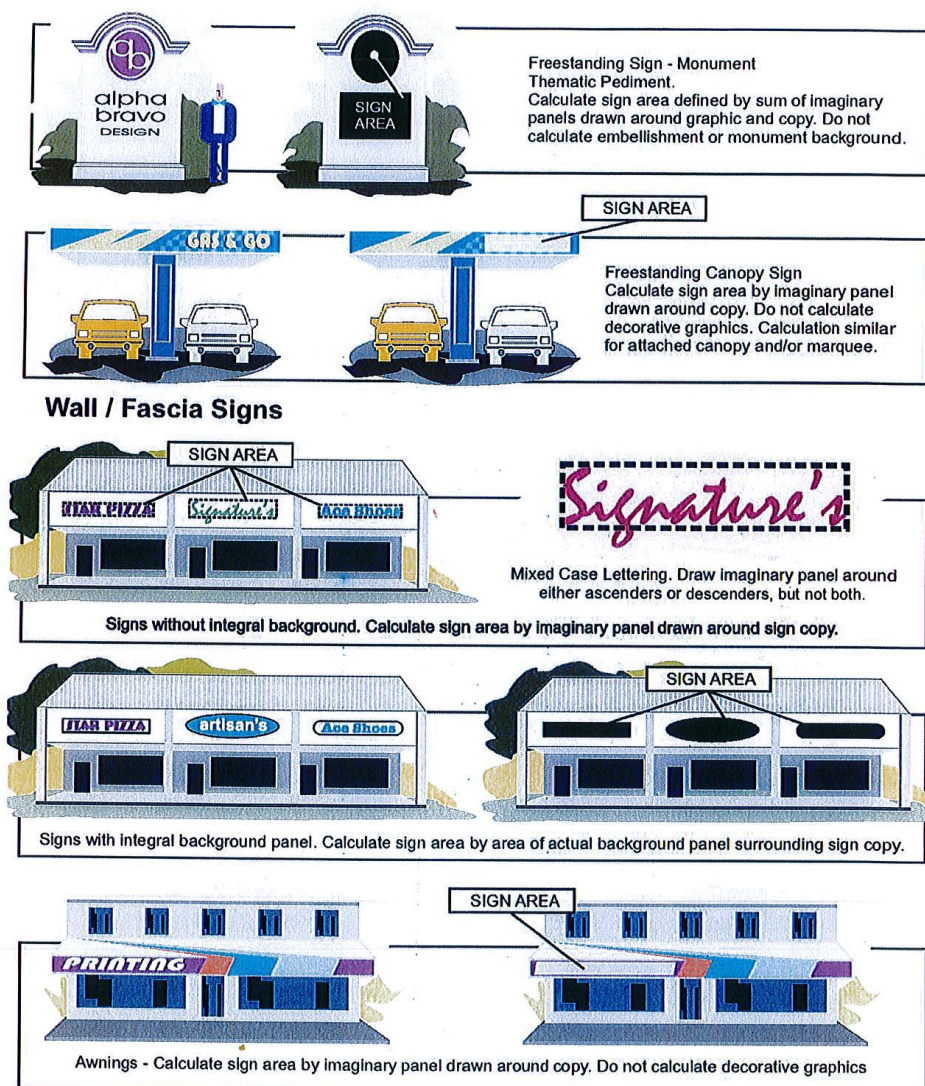 ab
alpha
bravo
DESIGN
SIGN
AREA
Freestanding Sign - Monument
Thematic Pediment.
Calculate sign area defined by sum of imaginary
panels drawn around graphic and copy. Do not
calculate embellishment or monument background.
SIGN AREA
GAS & GO
Freestanding Canopy Sign
Calculate sign area by imaginary panel
drawn around copy. Do not calculate
decorative graphics. Calculation similar
for attached canopy and/or marquee.
Wall / Fascia Signs
SIGN AREA
STAR PIZZA
Signature's
Ace Shoes
Signature's
Mixed Case Lettering. Draw imaginary panel around
either ascenders or descenders, but not both.
Signs without integral background. Calculate sign area by imaginary panel drawn around sign copy.
SIGN AREA
STAR PIZZA
artisan's
Ace Shoes
Signs with integral background panel. Calculate sign area by area of actual background panel surrounding sign copy.
SIGN AREA
PRINTING
Awnings - Calculate sign area by imaginary panel drawn around copy. Do not calculate decorative graphics